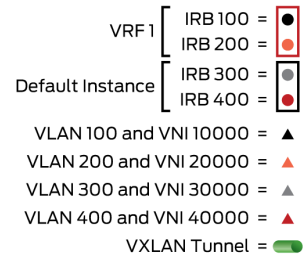 VRF 1
IRB 100 =
IRB 200 =
Default Instance
IRB 300 =
IRB 400 =
VLAN 100 and VNI 10000 =
VLAN 200 and VNI 20000 =
VLAN 300 and VNI 30000 =
VLAN 400 and VNI 40000 =
VXLAN Tunnel =